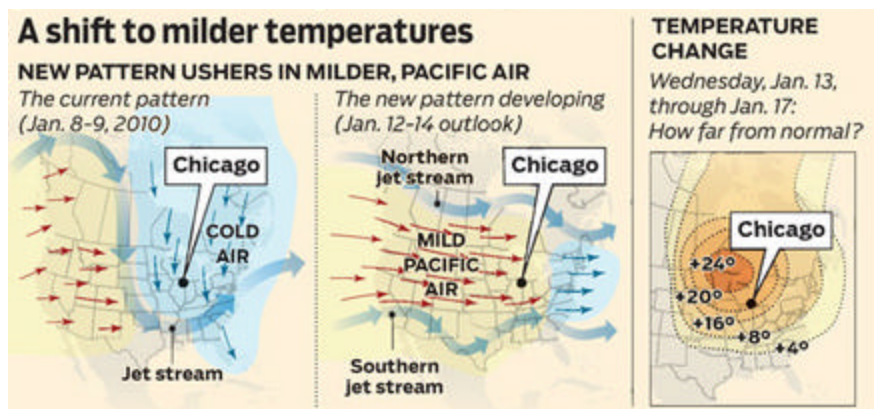 A shift to milder temperatures
NEW PATTERN USHERS IN MILDER, PACIFIC AIR
The current pattern
(Jan. 8-9, 2010)
Chicago
COLD
AIR
Jet stream
The new pattern developing
(Jan. 12-14 outlook)
Northern
jet stream
Chicago
MILD
PACIFIC
AIR
Southern
jet stream
TEMPERATURE
CHANGE
Wednesday, Jan. 13,
through Jan. 17:
How far from normal?
Chicago
+24°
+20°
+16°
+8°
+4°